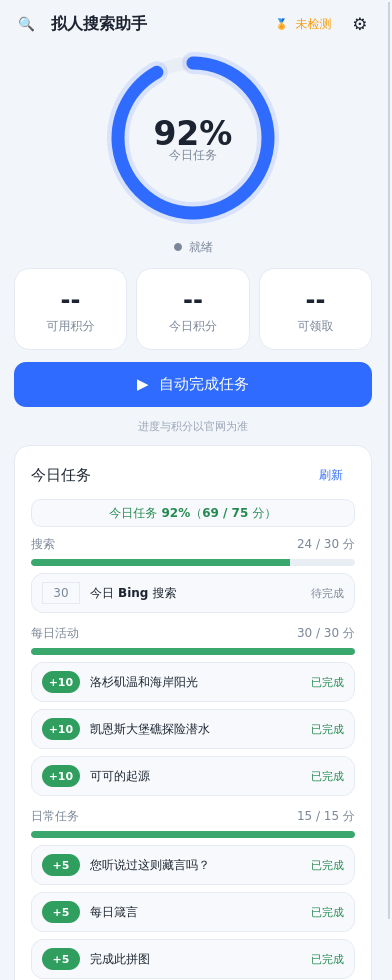 拟人搜索助手
未检测
92%
今日任务
就绪
--
可用积分
--
今日积分
--
可领取
自动完成任务
进度与积分以官网为准
今日任务
刷新
今日任务 92%（69 / 75 分）
搜索
24 / 30 分
30
今日 Bing 搜索
待完成
每日活动
30 / 30 分
+10
洛杉矶温和海岸阳光
已完成
+10
凯恩斯大堡礁探险潜水
已完成
+10
可可的起源
已完成
日常任务
15 / 15 分
+5
您听说过这则藏言吗？
已完成
+5
每日箴言
已完成
+5
完成此拼图
已完成